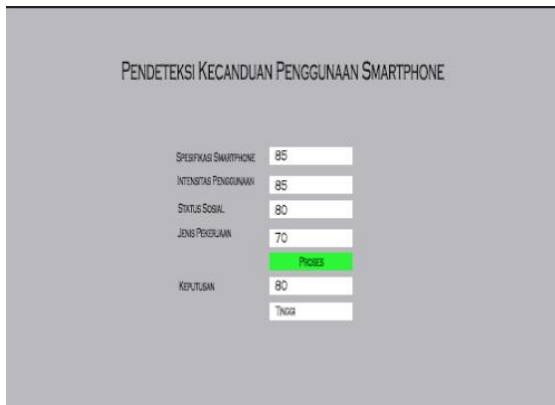 PENDETEKSI KECANDUAN PENGGUNAAN SMARTPHONE
SPESIFIKASI SMARTPHONE 85
INTENSITAS PENGGUNAAN 85
STATUS SOSIAL 80
JENIS PEKERJAAN 70
PROSES
KEPUTUSAN 80
TINGGI